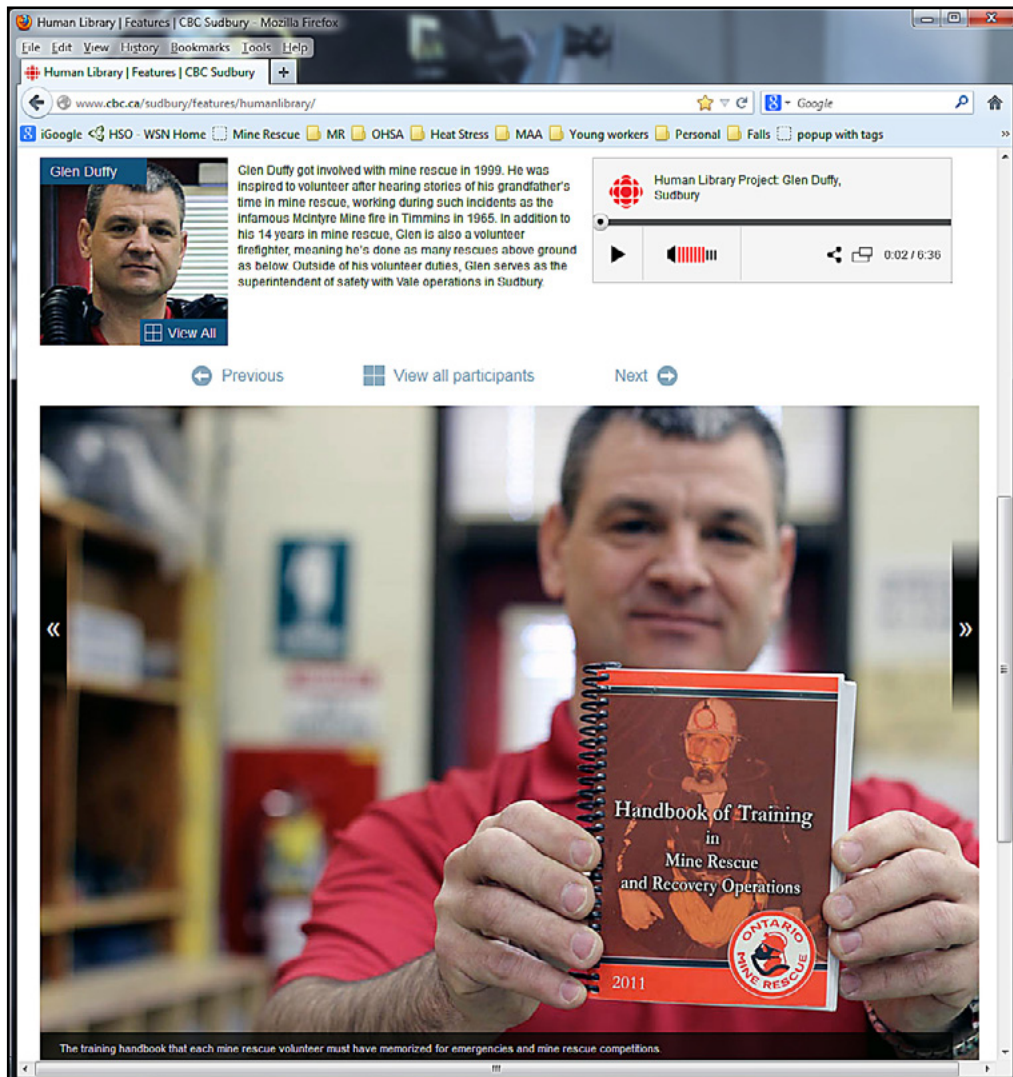 Human Library | Features | CBC Sudbury - Mozilla Firefox
File Edit View History Bookmarks Tools Help
Human Library | Features | CBC Sudbury +
www.cbc.ca/sudbury/features/humanlibrary/ Google
iGoogle HSO - WSN Home Mine Rescue MR OHSA Heat Stress MAA Young workers Personal Falls popup with tags »
Glen Duffy
View All
Glen Duffy got involved with mine rescue in 1999. He was
inspired to volunteer after hearing stories of his grandfather's
time in mine rescue, working during such incidents as the
infamous McIntyre Mine fire in Timmins in 1965. In addition to
his 14 years in mine rescue, Glen is also a volunteer
firefighter, meaning he's done as many rescues above ground
as below. Outside of his volunteer duties, Glen serves as the
superintendent of safety with Vale operations in Sudbury.
Human Library Project: Glen Duffy,
Sudbury
0:02 / 6:36
Previous View all participants Next
« »
Handbook of Training
in
Mine Rescue
and Recovery Operations
ONTARIO
MINE RESCUE
2011
The training handbook that each mine rescue volunteer must have memorized for emergencies and mine rescue competitions.